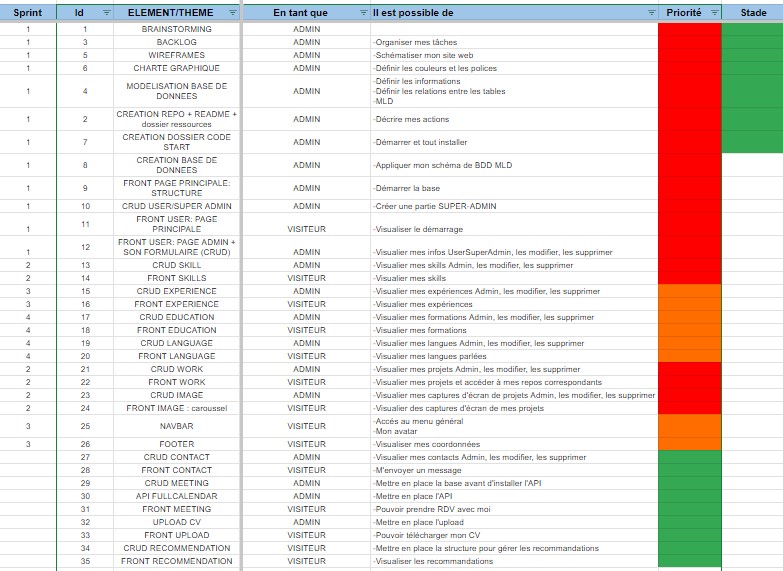 Sprint Id ELEMENT/THEME En tant que Il est possible de Priorité Stade
1 1 BRAINSTORMING ADMIN
1 3 BACKLOG ADMIN -Organiser mes tâches
1 5 WIREFRAMES ADMIN -Schématiser mon site web
1 6 CHARTE GRAPHIQUE ADMIN -Définir les couleurs et les polices
1 4 MODELISATION BASE DE DONNEES ADMIN -Définir les informations
-Définir les relations entre les tables
-MLD
1 2 CREATION REPO + README + dossier ressources ADMIN -Décrire mes actions
1 7 CREATION DOSSIER CODE START ADMIN -Démarrer et tout installer
1 8 CREATION BASE DE DONNEES ADMIN -Appliquer mon schéma de BDD MLD
1 9 FRONT PAGE PRINCIPALE: STRUCTURE ADMIN -Démarrer la base
1 10 CRUD USER/SUPER ADMIN ADMIN -Créer une partie SUPER-ADMIN
1 11 FRONT USER: PAGE PRINCIPALE VISITEUR -Visualiser le démarrage
1 12 FRONT USER: PAGE ADMIN + SON FORMULAIRE (CRUD) ADMIN -Visualier mes infos UserSuperAdmin, les modifier, les supprimer
2 13 CRUD SKILL ADMIN -Visualier mes skills Admin, les modifier, les supprimer
2 14 FRONT SKILLS VISITEUR -Visualier mes skills
3 15 CRUD EXPERIENCE ADMIN -Visualier mes expériences Admin, les modifier, les supprimer
3 16 FRONT EXPERIENCE VISITEUR -Visualier mes expériences
4 17 CRUD EDUCATION ADMIN -Visualier mes formations Admin, les modifier, les supprimer
4 18 FRONT EDUCATION VISITEUR -Visualier mes formations
4 19 CRUD LANGUAGE ADMIN -Visualier mes langues Admin, les modifier, les supprimer
4 20 FRONT LANGUAGE VISITEUR -Visualier mes langues parlées
2 21 CRUD WORK ADMIN -Visualier mes projets Admin, les modifier, les supprimer
2 22 FRONT WORK VISITEUR -Visualier mes projets et accéder à mes repos correspondants
2 23 CRUD IMAGE ADMIN -Visualier mes captures d'écran de projets Admin, les modifier, les supprimer
2 24 FRONT IMAGE : caroussel VISITEUR -Visualier des captures d'écran de mes projets
3 25 NAVBAR VISITEUR -Accés au menu général
-Mon avatar
3 26 FOOTER VISITEUR -Visualiser mes coordonnées
27 CRUD CONTACT ADMIN -Visualier mes contacts Admin, les modifier, les supprimer
28 FRONT CONTACT VISITEUR -M'envoyer un message
29 CRUD MEETING ADMIN -Mettre en place la base avant d'installer l'API
30 API FULLCALENDAR ADMIN -Mettre en place l'API
31 FRONT MEETING VISITEUR -Pouvoir prendre RDV avec moi
32 UPLOAD CV ADMIN -Mettre en place l'upload
33 FRONT UPLOAD VISITEUR -Pouvoir télécharger mon CV
34 CRUD RECOMMENDATION VISITEUR -Mettre en place la structure pour gérer les recommandations
35 FRONT RECOMMENDATION VISITEUR -Visualiser les recommandations